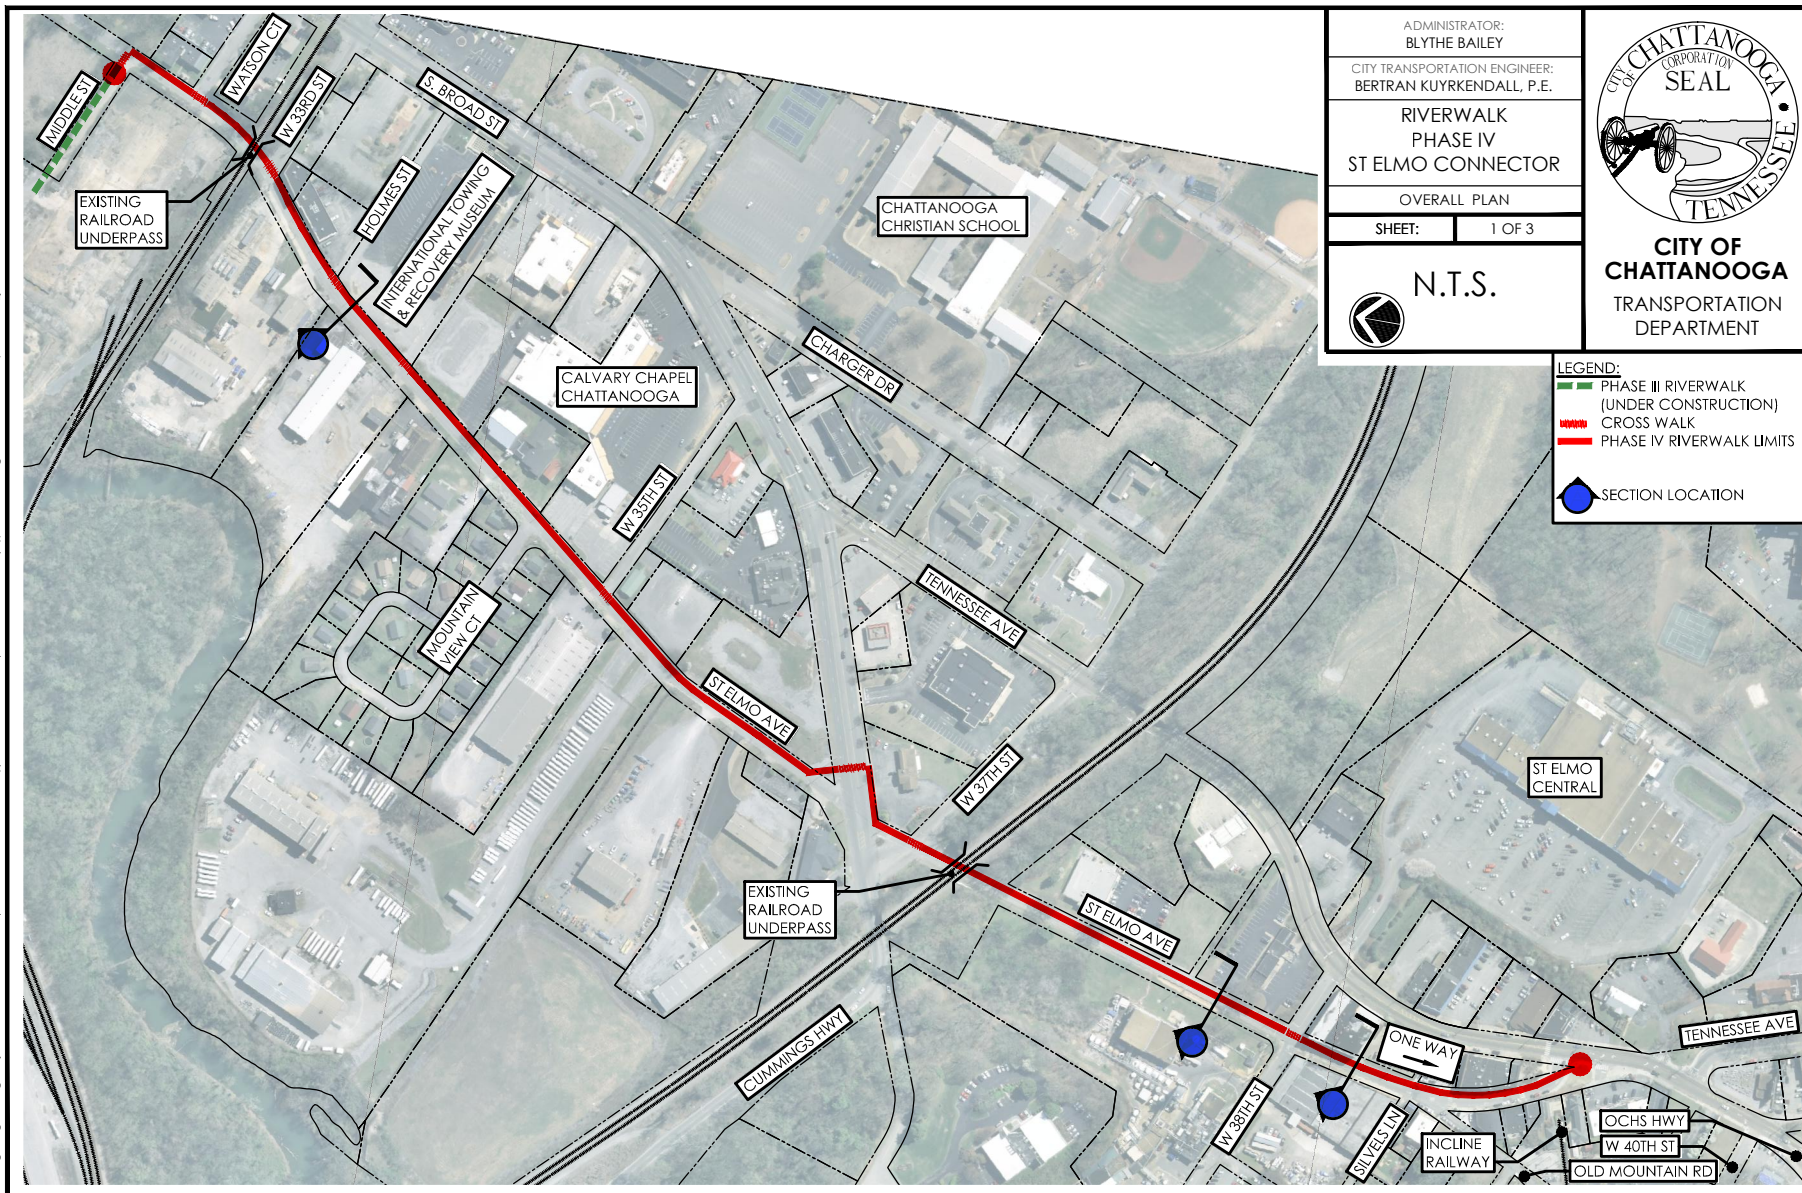 ADMINISTRATOR:
BLYTHE BAILEY
CITY TRANSPORTATION ENGINEER:
BERTRAN KUYRKENDALL, P.E.
RIVERWALK
PHASE IV
ST ELMO CONNECTOR
OVERALL PLAN
SHEET: 1 OF 3
N.T.S.
CITY OF CHATTANOOGA TENNESSEE
CORPORATION
SEAL
CITY OF
CHATTANOOGA
TRANSPORTATION
DEPARTMENT
LEGEND:
PHASE III RIVERWALK
(UNDER CONSTRUCTION)
CROSS WALK
PHASE IV RIVERWALK LIMITS
SECTION LOCATION
MIDDLE ST
WATSON CT
W 33RD ST
S. BROAD ST
EXISTING
RAILROAD
UNDERPASS
HOLMES ST
INTERNATIONAL TOWING
& RECOVERY MUSEUM
CHATTANOOGA
CHRISTIAN SCHOOL
CALVARY CHAPEL
CHATTANOOGA
CHARGER DR
W 35TH ST
TENNESSEE AVE
MOUNTAIN
VIEW CT
ST ELMO AVE
W 37TH ST
ST ELMO
CENTRAL
EXISTING
RAILROAD
UNDERPASS
ST ELMO AVE
CUMMINGS HWY
ONE WAY
TENNESSEE AVE
W 38TH ST
SILVELS LN
INCLINE
RAILWAY
OCHS HWY
W 40TH ST
OLD MOUNTAIN RD